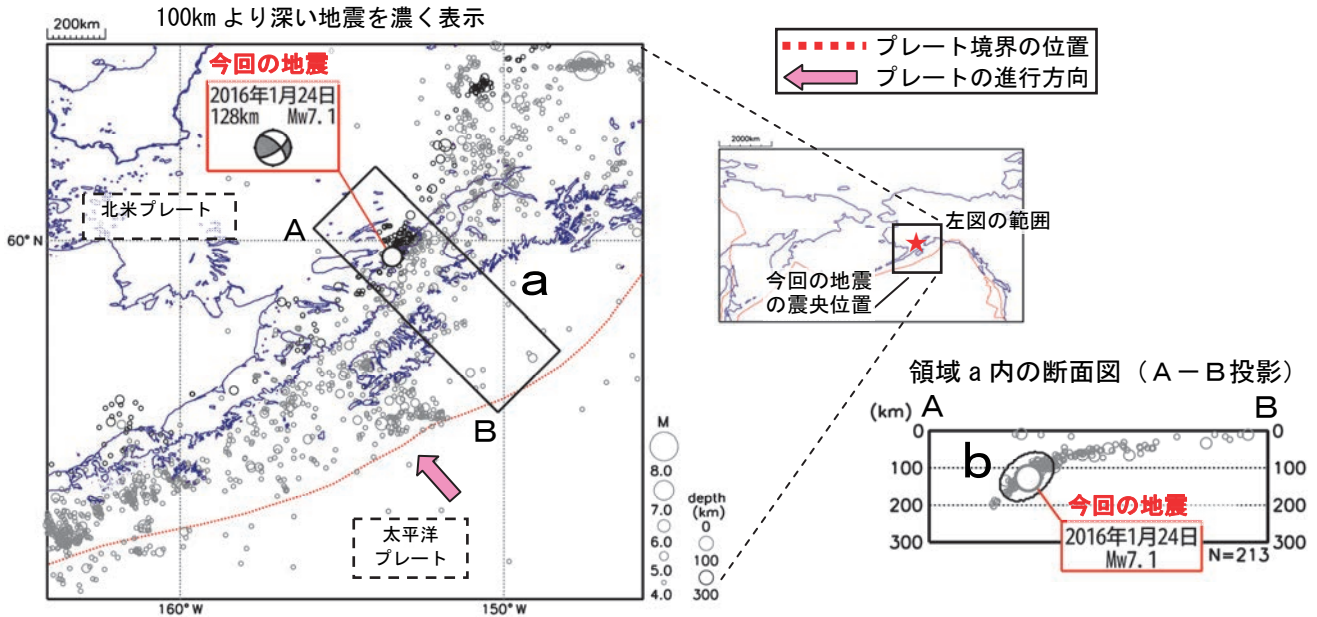 100km より深い地震を濃く表示
200km
今回の地震
2016年1月24日
128km Mw7.1
北米プレート
A
60°N
a
B
太平洋
プレート
160°W
150°W
M
8.0
7.0
6.0
5.0
4.0
depth
(km)
0
100
300
プレート境界の位置
プレートの進行方向
2000km
左図の範囲
今回の地震
の震央位置
領域 a 内の断面図（A－B投影）
(km)
A
B
0
0
b
100
100
200
200
300
300
今回の地震
2016年1月24日
Mw7.1
N=213